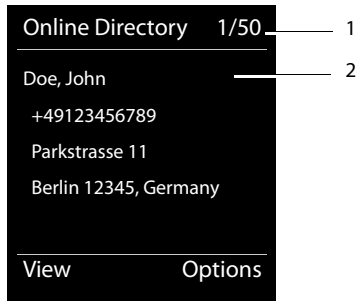 Online Directory 1/50 1
Doe, John 2
+49123456789
Parkstrasse 11
Berlin 12345, Germany
View Options